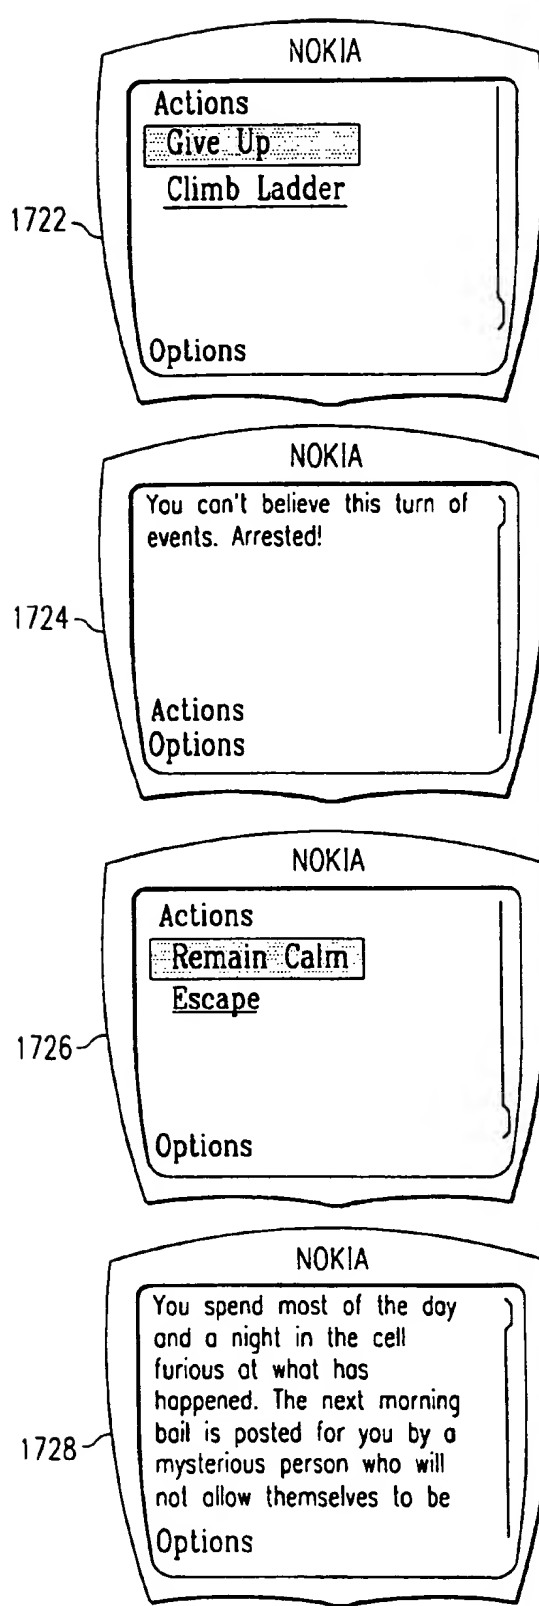 NOKIA
Actions
Give Up
Climb Ladder
Options
1722
NOKIA
You can't believe this turn of
events. Arrested!
Actions
Options
1724
NOKIA
Actions
Remain Calm
Escape
Options
1726
NOKIA
You spend most of the day
and a night in the cell
furious at what has
happened. The next morning
bail is posted for you by a
mysterious person who will
not allow themselves to be
Options
1728